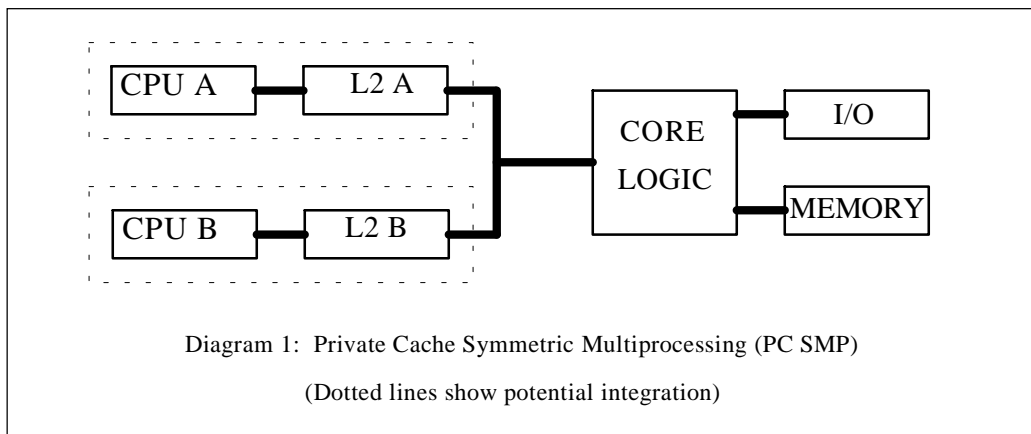 CPU A
L2 A
CPU B
L2 B
CORE
LOGIC
I/O
MEMORY
Diagram 1: Private Cache Symmetric Multiprocessing (PC SMP)
(Dotted lines show potential integration)